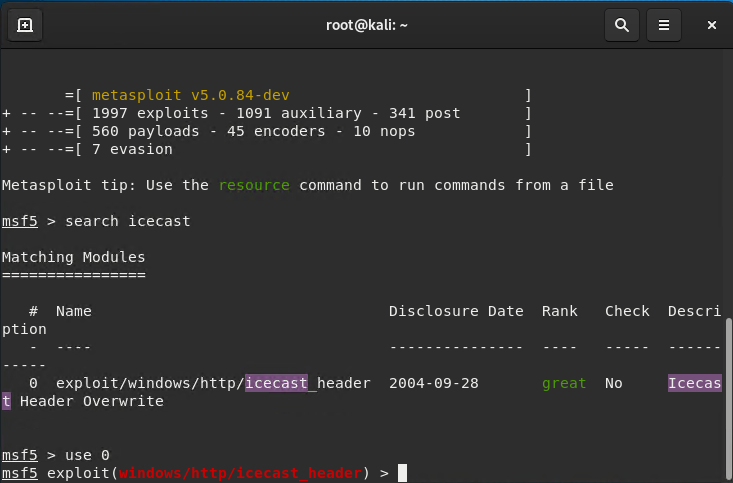 root@kali: ~
=[ metasploit v5.0.84-dev ]
+ -- --=[ 1997 exploits - 1091 auxiliary - 341 post ]
+ -- --=[ 560 payloads - 45 encoders - 10 nops ]
+ -- --=[ 7 evasion ]
Metasploit tip: Use the resource command to run commands from a file
msf5 > search icecast
Matching Modules
================
#  Name                                 Disclosure Date  Rank   Check  Descri
ption
-  ----                                 ---------------  ----   -----  ------
-----
0  exploit/windows/http/icecast_header  2004-09-28       great  No     Icecas
t Header Overwrite
msf5 > use 0
msf5 exploit(windows/http/icecast_header) >